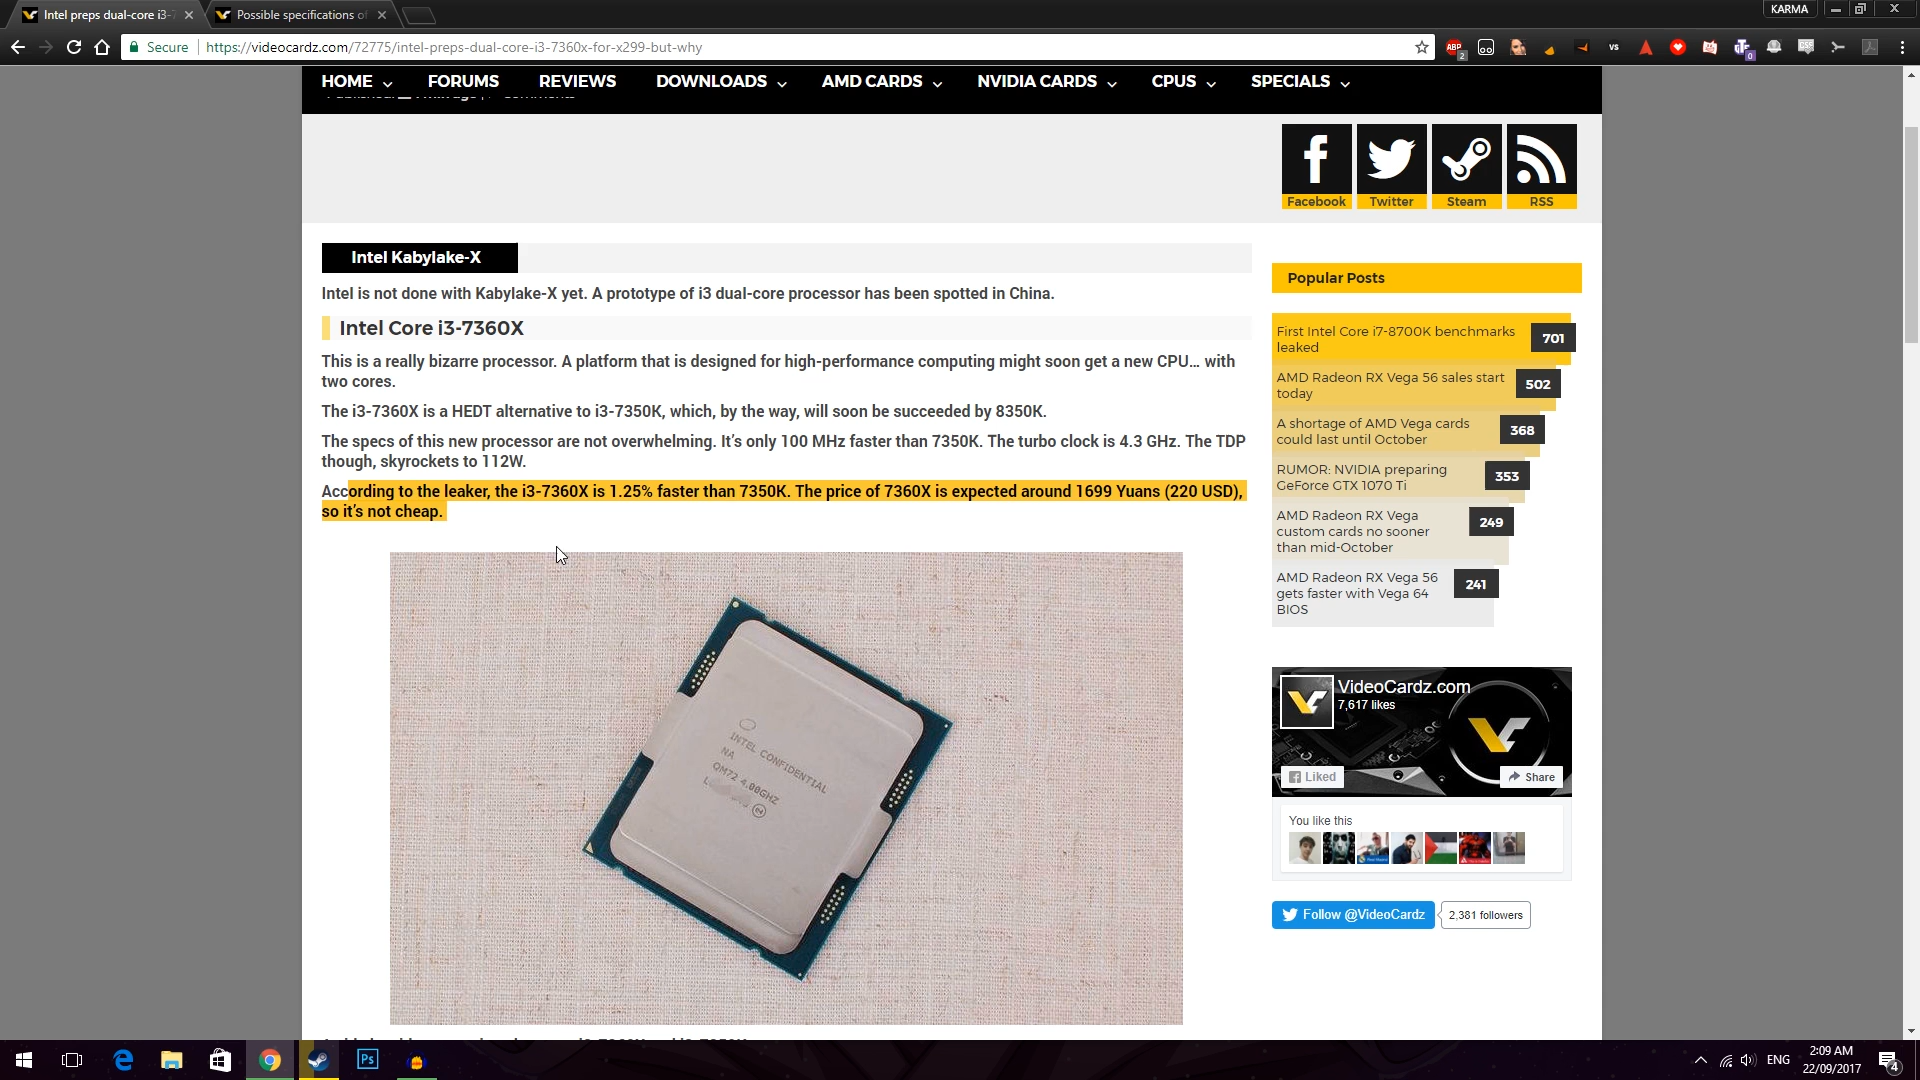 Intel preps dual-core i3-7
Possible specifications of
KARMA
Secure
https://videocardz.com/72775/intel-preps-dual-core-i3-7360x-for-x299-but-why
ABP
2
VS
0
HOME
FORUMS
REVIEWS
DOWNLOADS
AMD CARDS
NVIDIA CARDS
CPUS
SPECIALS
Facebook
Twitter
Steam
RSS
Intel Kabylake-X
Intel is not done with Kabylake-X yet. A prototype of i3 dual-core processor has been spotted in China.
Intel Core i3-7360X
This is a really bizarre processor. A platform that is designed for high-performance computing might soon get a new CPU… with
two cores.
The i3-7360X is a HEDT alternative to i3-7350K, which, by the way, will soon be succeeded by 8350K.
The specs of this new processor are not overwhelming. It’s only 100 MHz faster than 7350K. The turbo clock is 4.3 GHz. The TDP
though, skyrockets to 112W.
According to the leaker, the i3-7360X is 1.25% faster than 7350K. The price of 7360X is expected around 1699 Yuans (220 USD),
so it’s not cheap.
INTEL CONFIDENTIAL
NA
QM72 4.00GHZ
Popular Posts
First Intel Core i7-8700K benchmarks
leaked
701
AMD Radeon RX Vega 56 sales start
today
502
A shortage of AMD Vega cards
could last until October
368
RUMOR: NVIDIA preparing
GeForce GTX 1070 Ti
353
AMD Radeon RX Vega
custom cards no sooner
than mid-October
249
AMD Radeon RX Vega 56
gets faster with Vega 64
BIOS
241
VideoCardz.com
7,617 likes
Liked
Share
You like this
Follow @VideoCardz
2,381 followers
Ps
ENG
2:09 AM
22/09/2017
4